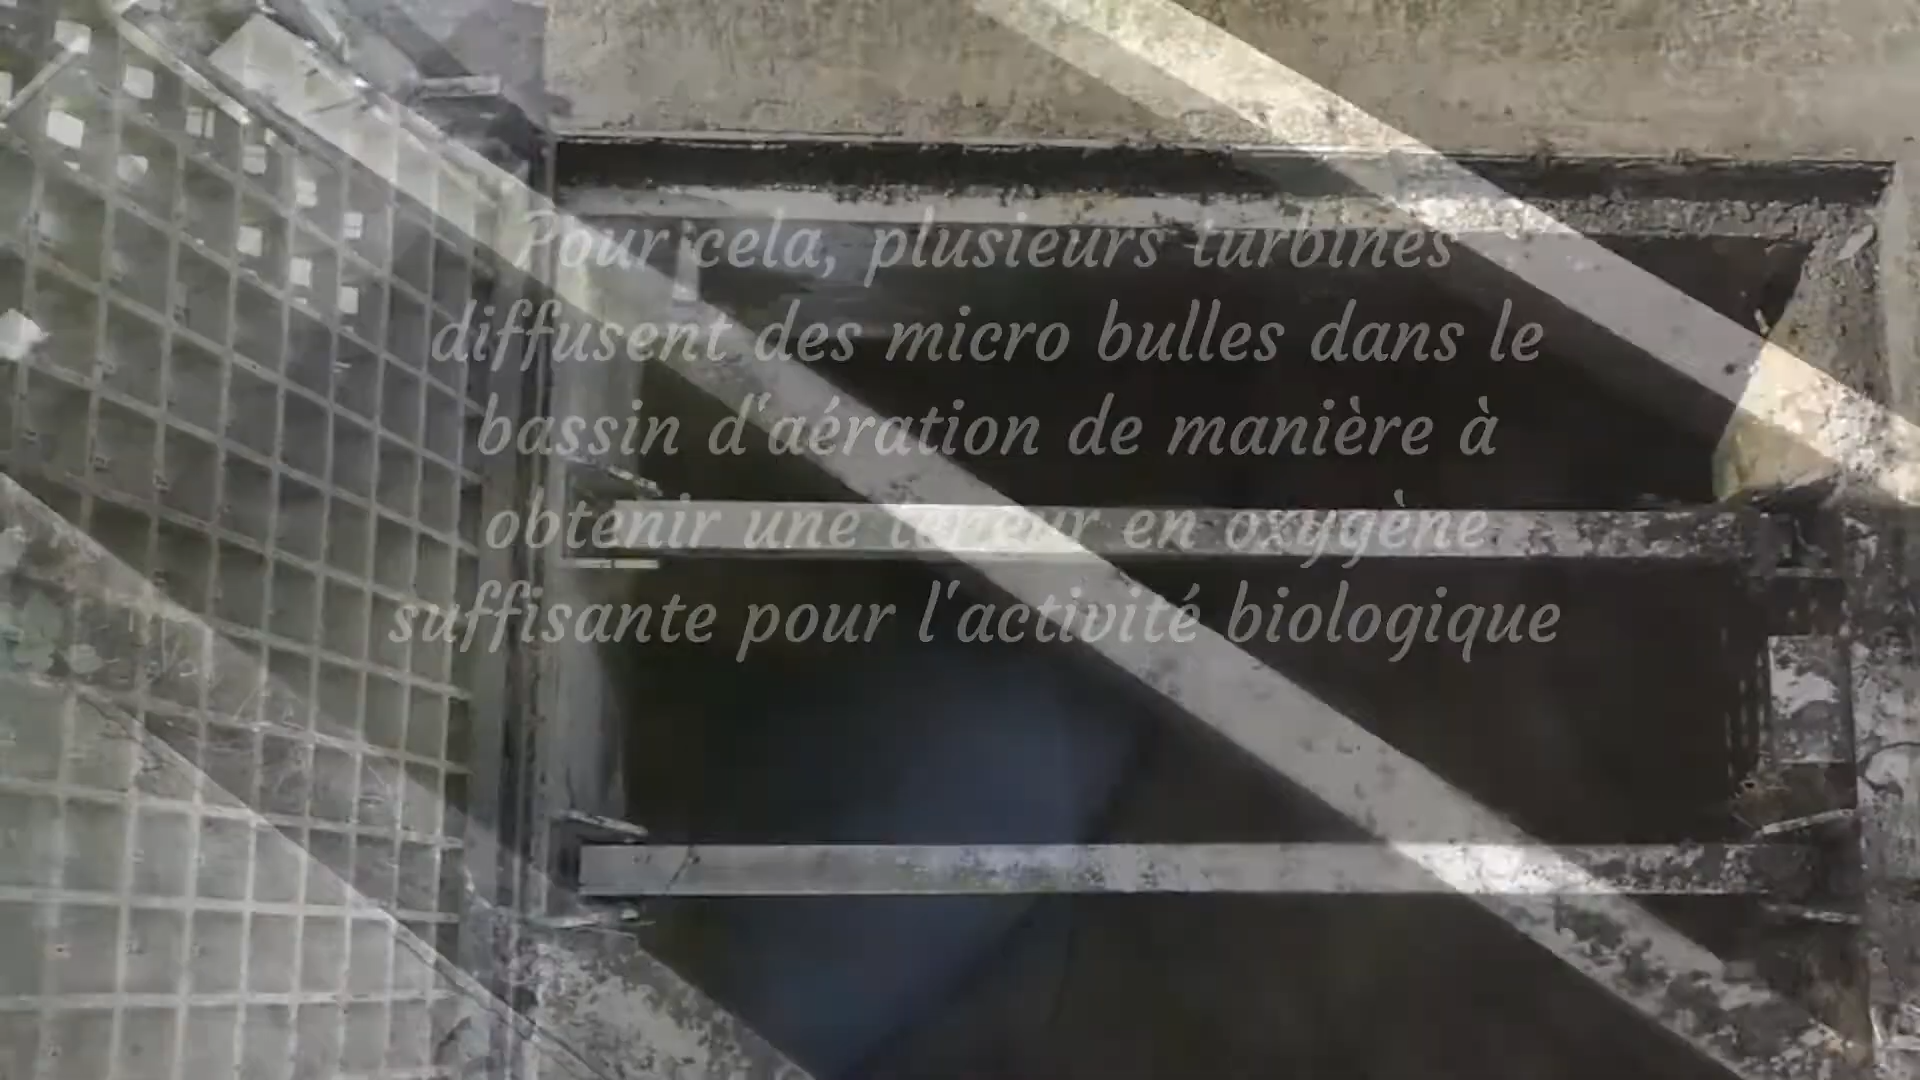 Pour cela, plusieurs turbines
diffusent des micro bulles dans le
bassin d'aération de manière à
obtenir une teneur en oxygène
suffisante pour l'activité biologique